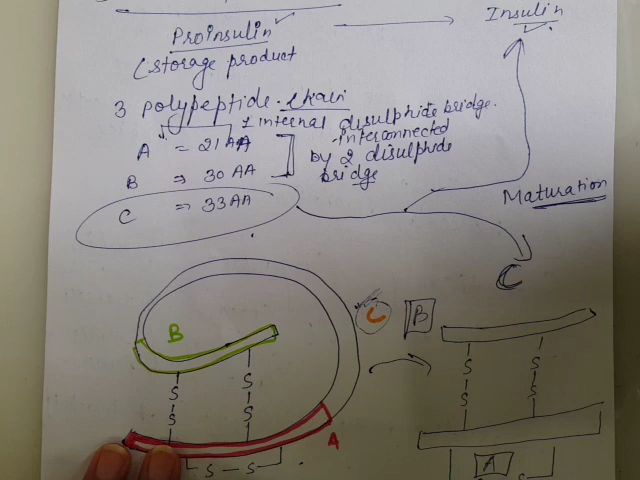 Insulin
Proinsulin
(storage product
3 polypeptide chain
1 internal disulphide bridge.
A = 21 AA
interconnected
by 2 disulphide
bridge
B ⇒ 30 AA
C ⇒ 33 AA
Maturation
C
B
C
B
S S S S
S S S S
A
S - S
A